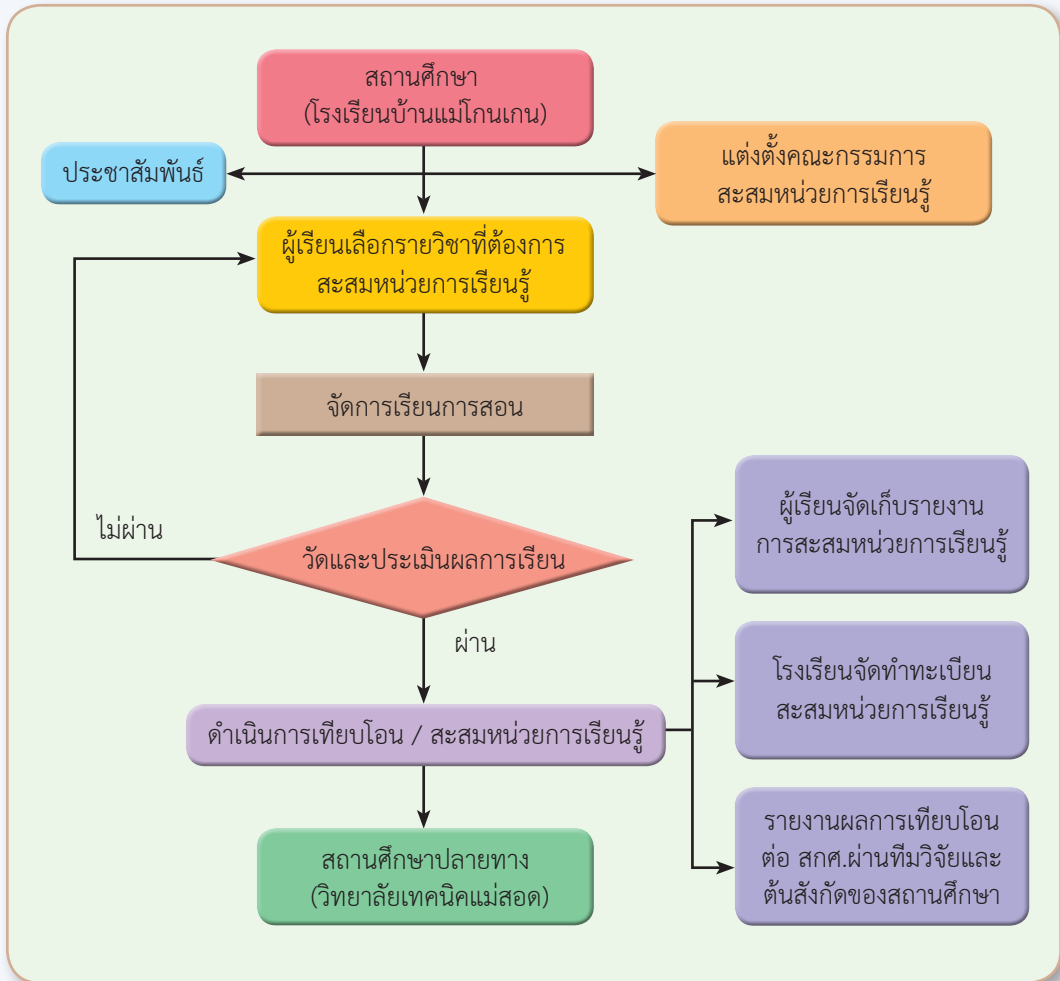 สถานศึกษา
(โรงเรียนบ้านแม่โกนเกน)
ประชาสัมพันธ์
แต่งตั้งคณะกรรมการ
สะสมหน่วยการเรียนรู้
ผู้เรียนเลือกรายวิชาที่ต้องการ
สะสมหน่วยการเรียนรู้
จัดการเรียนการสอน
ไม่ผ่าน
วัดและประเมินผลการเรียน
ผ่าน
ดำเนินการเทียบโอน / สะสมหน่วยการเรียนรู้
ผู้เรียนจัดเก็บรายงาน
การสะสมหน่วยการเรียนรู้
โรงเรียนจัดทำทะเบียน
สะสมหน่วยการเรียนรู้
รายงานผลการเทียบโอน
ต่อ สกศ.ผ่านทีมวิจัยและ
ต้นสังกัดของสถานศึกษา
สถานศึกษาปลายทาง
(วิทยาลัยเทคนิคแม่สอด)